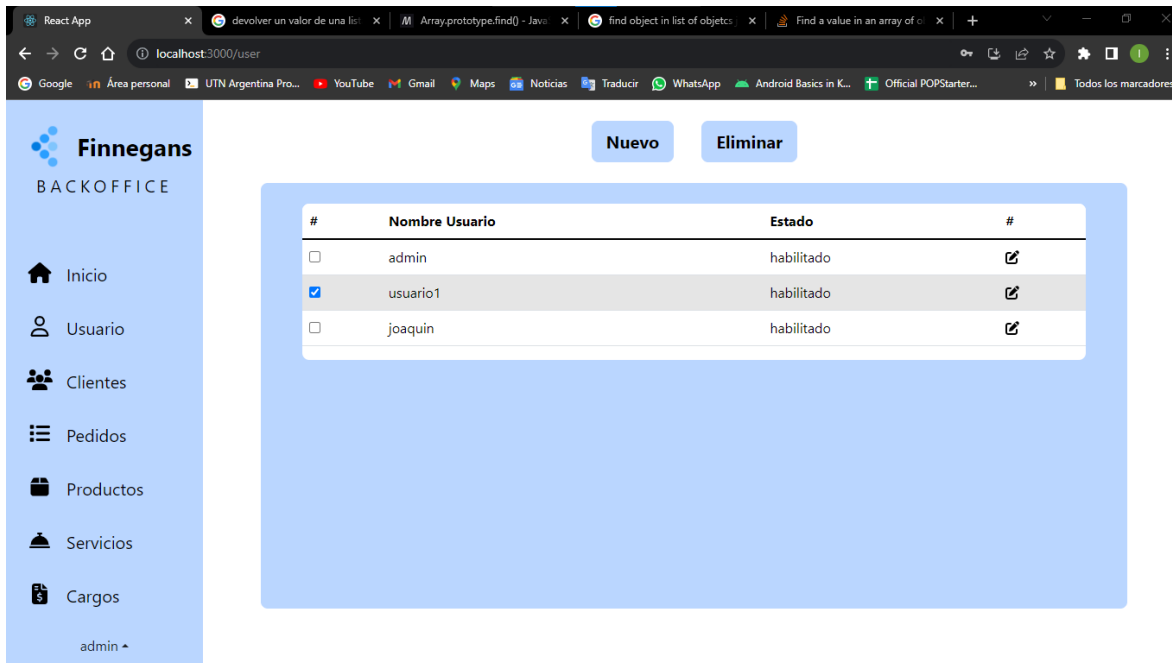 React App
devolver un valor de una list
Array.prototype.find() - Java
find object in list of objetcs j
Find a value in an array of o
localhost:3000/user
I
Google Área personal UTN Argentina Pro... YouTube Gmail Maps Noticias Traducir WhatsApp Android Basics in K... Official POPStarter... » Todos los marcadores
Finnegans
BACKOFFICE
Inicio
Usuario
Clientes
Pedidos
Productos
Servicios
Cargos
admin
Nuevo Eliminar
# Nombre Usuario Estado #
admin habilitado
usuario1 habilitado
joaquin habilitado